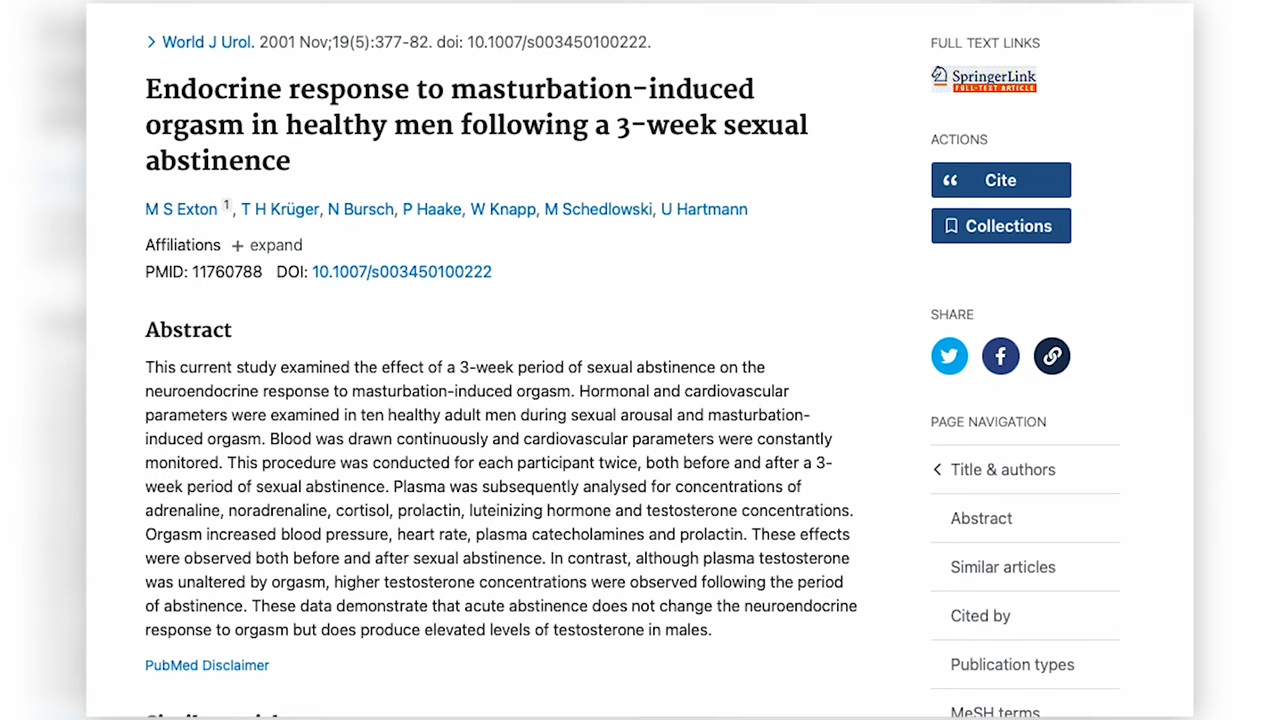 World J Urol. 2001 Nov;19(5):377-82. doi: 10.1007/s003450100222.
Endocrine response to masturbation-induced
orgasm in healthy men following a 3-week sexual
abstinence
M S Exton 1, T H Krüger, N Bursch, P Haake, W Knapp, M Schedlowski, U Hartmann
Affiliations + expand
PMID: 11760788 DOI: 10.1007/s003450100222
Abstract
This current study examined the effect of a 3-week period of sexual abstinence on the
neuroendocrine response to masturbation-induced orgasm. Hormonal and cardiovascular
parameters were examined in ten healthy adult men during sexual arousal and masturbation-
induced orgasm. Blood was drawn continuously and cardiovascular parameters were constantly
monitored. This procedure was conducted for each participant twice, both before and after a 3-
week period of sexual abstinence. Plasma was subsequently analysed for concentrations of
adrenaline, noradrenaline, cortisol, prolactin, luteinizing hormone and testosterone concentrations.
Orgasm increased blood pressure, heart rate, plasma catecholamines and prolactin. These effects
were observed both before and after sexual abstinence. In contrast, although plasma testosterone
was unaltered by orgasm, higher testosterone concentrations were observed following the period
of abstinence. These data demonstrate that acute abstinence does not change the neuroendocrine
response to orgasm but does produce elevated levels of testosterone in males.
PubMed Disclaimer
FULL TEXT LINKS
SpringerLink
FULL-TEXT ARTICLE
ACTIONS
Cite
Collections
SHARE
PAGE NAVIGATION
Title & authors
Abstract
Similar articles
Cited by
Publication types
MeSH terms